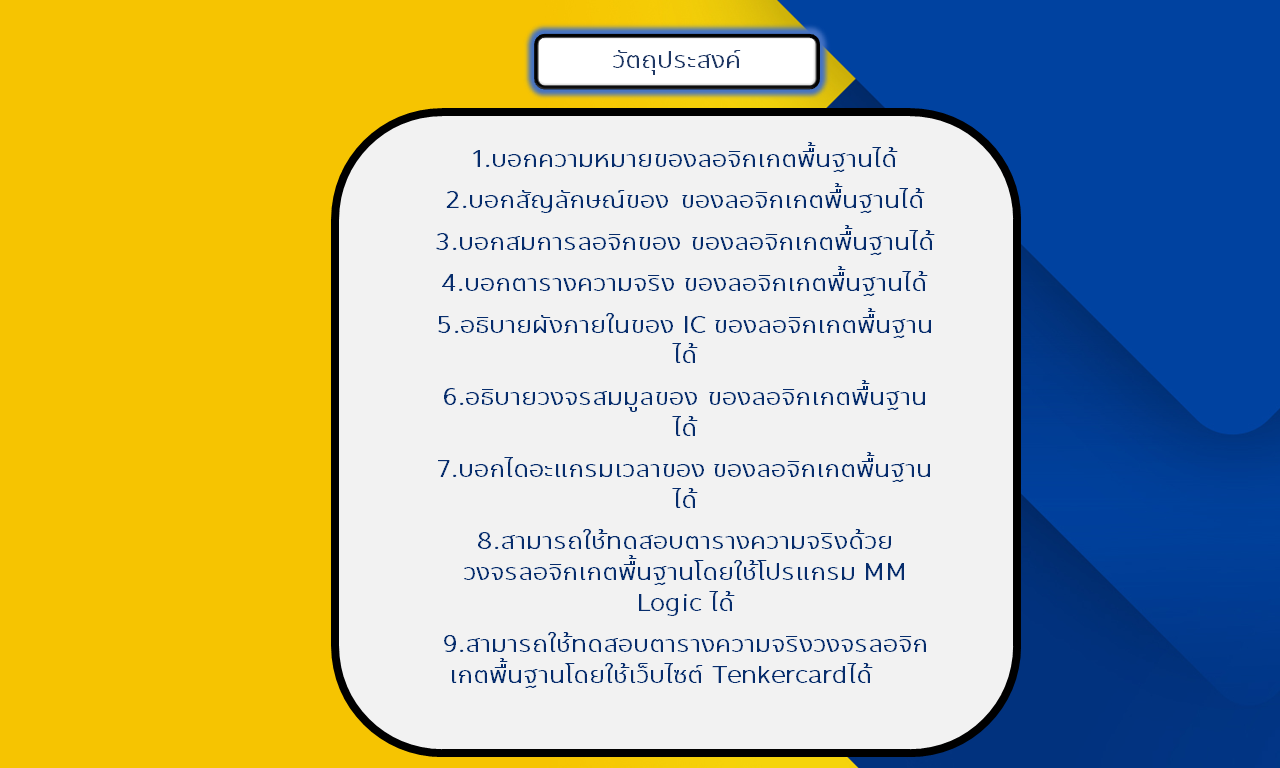 วัตถุประสงค์
1.บอกความหมายของลอจิกเกตพื้นฐานได้
2.บอกสัญลักษณ์ของ ของลอจิกเกตพื้นฐานได้
3.บอกสมการลอจิกของ ของลอจิกเกตพื้นฐานได้
4.บอกตารางความจริง ของลอจิกเกตพื้นฐานได้
5.อธิบายผังภายในของ IC ของลอจิกเกตพื้นฐาน
ได้
6.อธิบายวงจรสมมูลของ ของลอจิกเกตพื้นฐาน
ได้
7.บอกไดอะแกรมเวลาของ ของลอจิกเกตพื้นฐาน
ได้
8.สามารถใช้ทดสอบตารางความจริงด้วย
วงจรลอจิกเกตพื้นฐานโดยใช้โปรแกรม MM
Logic ได้
9.สามารถใช้ทดสอบตารางความจริงวงจรลอจิก
เกตพื้นฐานโดยใช้เว็บไซต์ Tenkercardได้